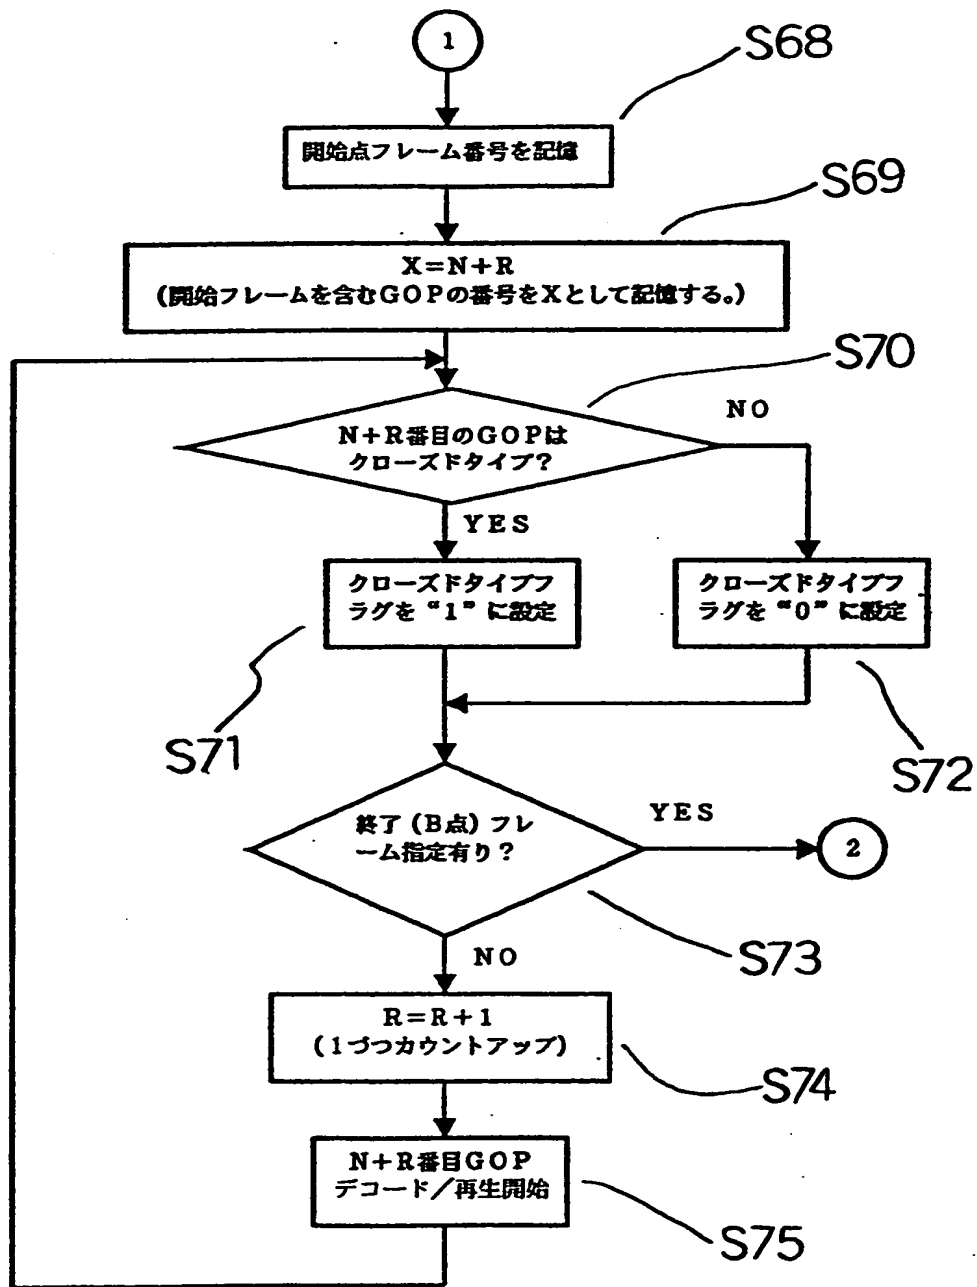 1
S68
開始点フレーム番号を記憶
S69
X=N+R
(開始フレームを含むGOPの番号をXとして記憶する。)
S70
N+R番目のGOPは
クローズドタイプ?
NO
YES
クローズドタイプフ
ラグを“1”に設定
クローズドタイプフ
ラグを“0”に設定
S71
S72
終了(B点)フレ
ーム指定有り?
YES
2
S73
NO
R=R+1
(1づつカウントアップ)
S74
N+R番目GOP
デコード/再生開始
S75